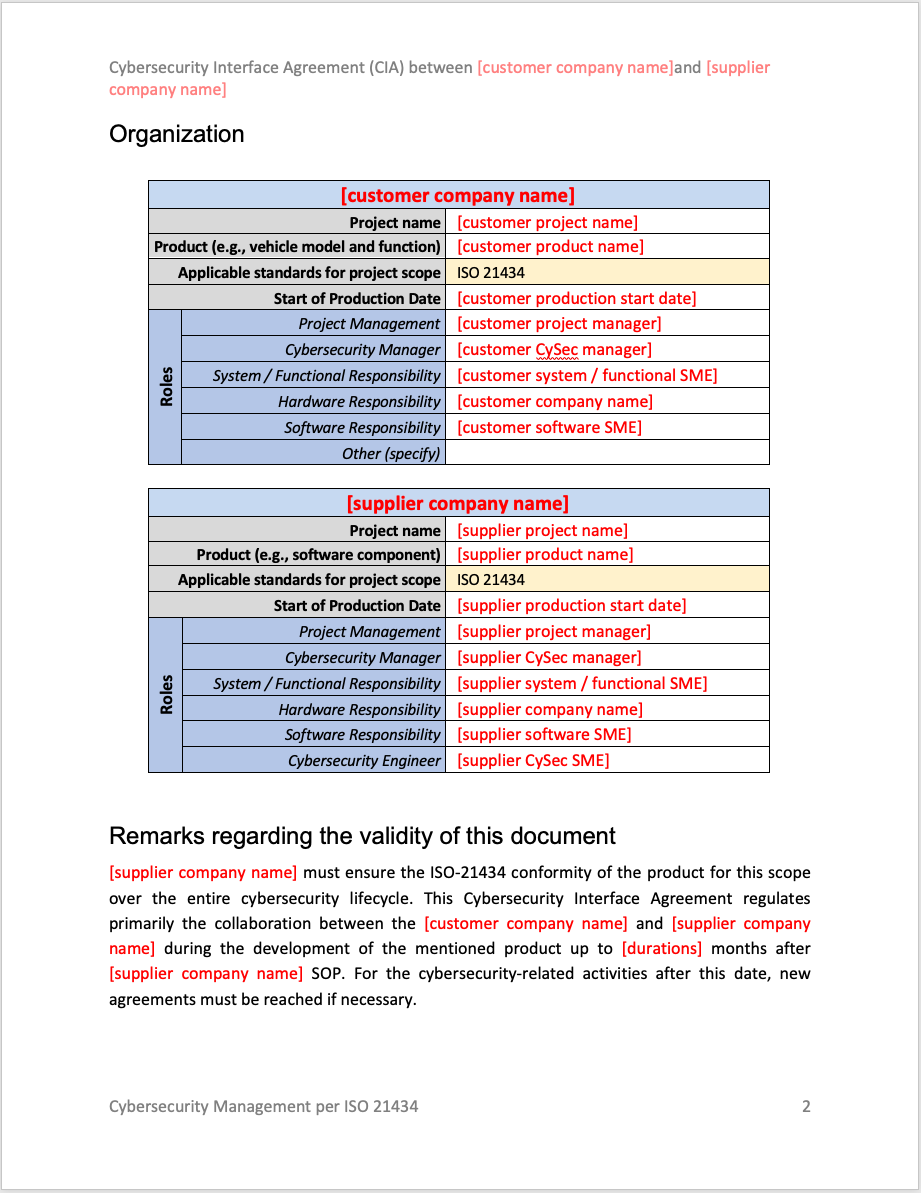 Cybersecurity Interface Agreement (CIA) between [customer company name]and [supplier
company name]
Organization
[customer company name]
Project name [customer project name]
Product (e.g., vehicle model and function) [customer product name]
Applicable standards for project scope ISO 21434
Start of Production Date [customer production start date]
Roles
Project Management [customer project manager]
Cybersecurity Manager [customer CySec manager]
System / Functional Responsibility [customer system / functional SME]
Hardware Responsibility [customer company name]
Software Responsibility [customer software SME]
Other (specify)
[supplier company name]
Project name [supplier project name]
Product (e.g., software component) [supplier product name]
Applicable standards for project scope ISO 21434
Start of Production Date [supplier production start date]
Roles
Project Management [supplier project manager]
Cybersecurity Manager [supplier CySec manager]
System / Functional Responsibility [supplier system / functional SME]
Hardware Responsibility [supplier company name]
Software Responsibility [supplier software SME]
Cybersecurity Engineer [supplier CySec SME]
Remarks regarding the validity of this document
[supplier company name] must ensure the ISO-21434 conformity of the product for this scope
over the entire cybersecurity lifecycle. This Cybersecurity Interface Agreement regulates
primarily the collaboration between the [customer company name] and [supplier company
name] during the development of the mentioned product up to [durations] months after
[supplier company name] SOP. For the cybersecurity-related activities after this date, new
agreements must be reached if necessary.
Cybersecurity Management per ISO 21434 2